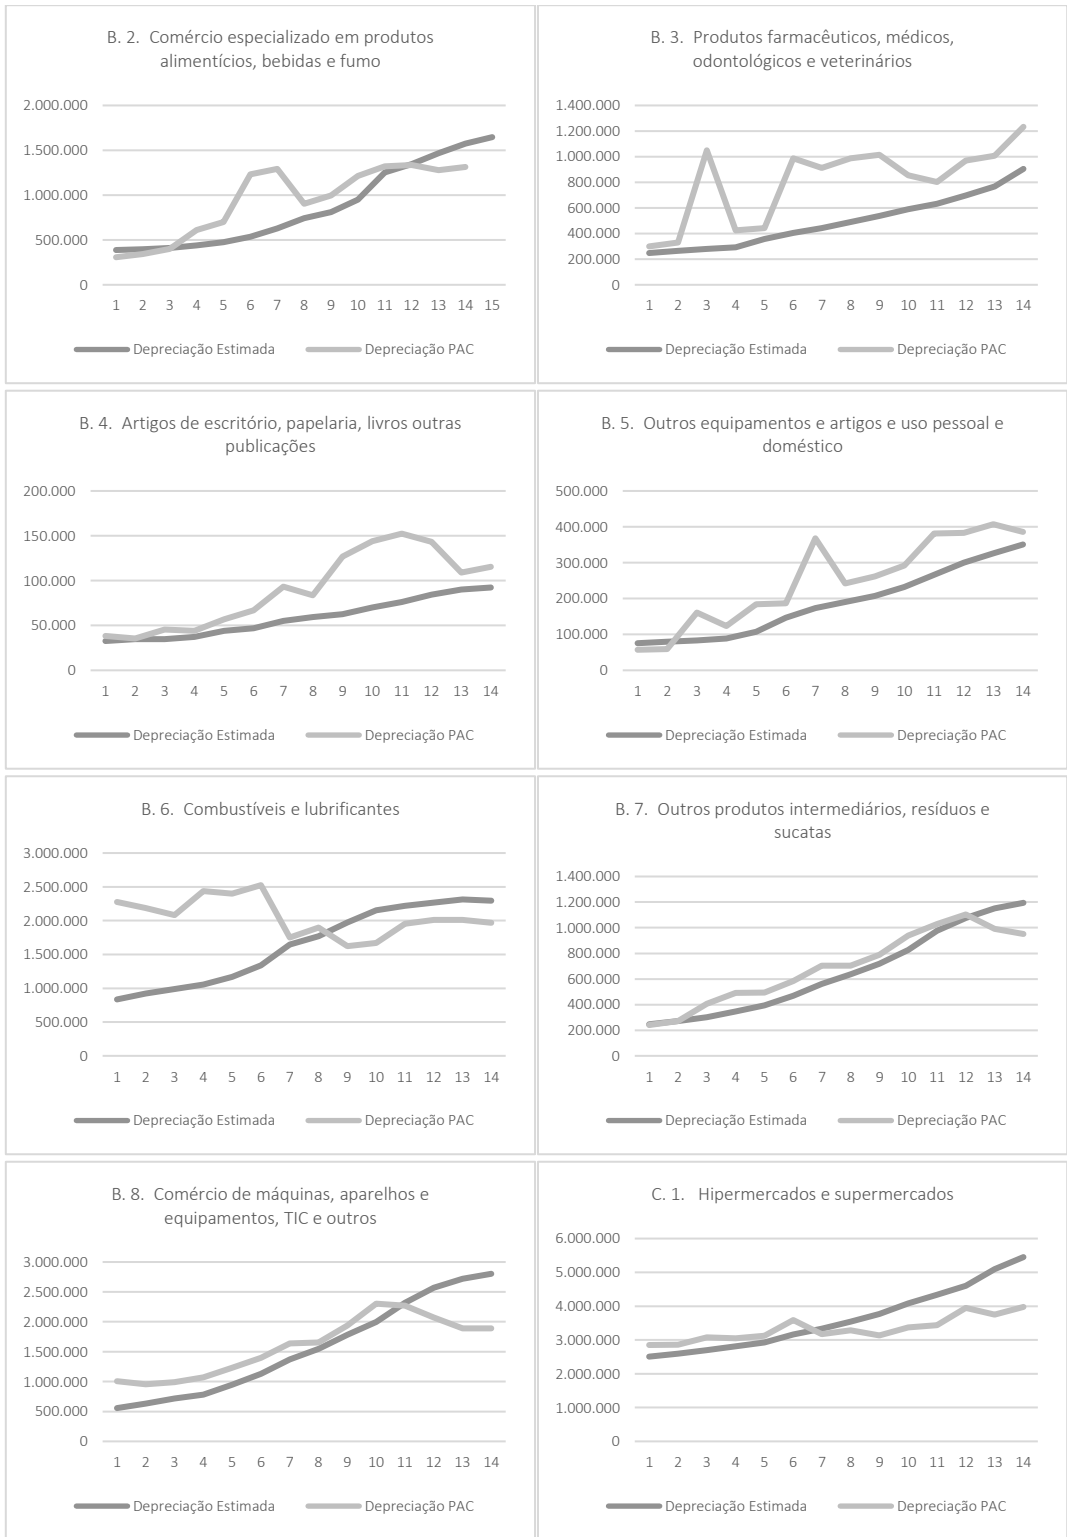 B. 2. Comércio especializado em produtos
alimentícios, bebidas e fumo
2.000.000
1.500.000
1.000.000
500.000
0
1 2 3 4 5 6 7 8 9 10 11 12 13 14 15
Depreciação Estimada Depreciação PAC
B. 3. Produtos farmacêuticos, médicos,
odontológicos e veterinários
1.400.000
1.200.000
1.000.000
800.000
600.000
400.000
200.000
0
1 2 3 4 5 6 7 8 9 10 11 12 13 14
Depreciação Estimada Depreciação PAC
B. 4. Artigos de escritório, papelaria, livros outras
publicações
200.000
150.000
100.000
50.000
0
1 2 3 4 5 6 7 8 9 10 11 12 13 14
Depreciação Estimada Depreciação PAC
B. 5. Outros equipamentos e artigos e uso pessoal e
doméstico
500.000
400.000
300.000
200.000
100.000
0
1 2 3 4 5 6 7 8 9 10 11 12 13 14
Depreciação Estimada Depreciação PAC
B. 6. Combustíveis e lubrificantes
3.000.000
2.500.000
2.000.000
1.500.000
1.000.000
500.000
0
1 2 3 4 5 6 7 8 9 10 11 12 13 14
Depreciação Estimada Depreciação PAC
B. 7. Outros produtos intermediários, resíduos e
sucatas
1.400.000
1.200.000
1.000.000
800.000
600.000
400.000
200.000
0
1 2 3 4 5 6 7 8 9 10 11 12 13 14
Depreciação Estimada Depreciação PAC
B. 8. Comércio de máquinas, aparelhos e
equipamentos, TIC e outros
3.000.000
2.500.000
2.000.000
1.500.000
1.000.000
500.000
0
1 2 3 4 5 6 7 8 9 10 11 12 13 14
Depreciação Estimada Depreciação PAC
C. 1. Hipermercados e supermercados
6.000.000
5.000.000
4.000.000
3.000.000
2.000.000
1.000.000
0
1 2 3 4 5 6 7 8 9 10 11 12 13 14
Depreciação Estimada Depreciação PAC